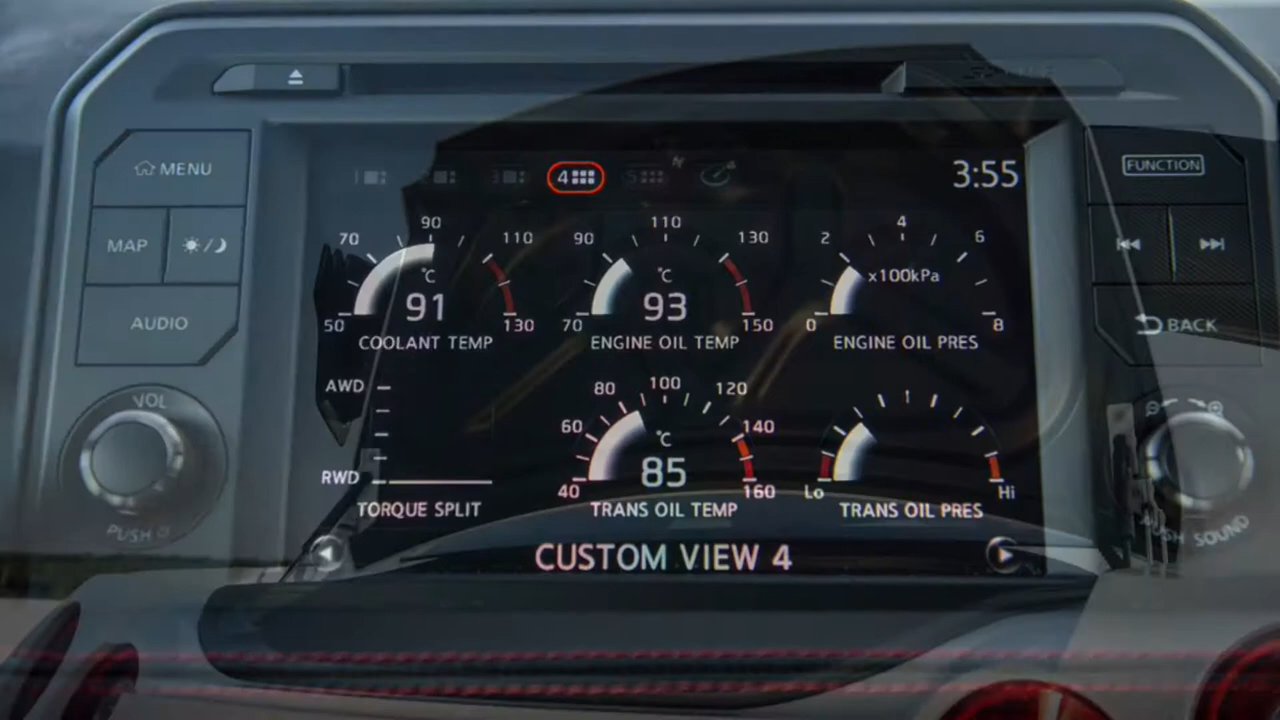 MENU
MAP
AUDIO
VOL
PUSH
4
3:55
FUNCTION
BACK
50 70 90 110 130
°C
91
COOLANT TEMP
70 90 110 130 150
°C
93
ENGINE OIL TEMP
0 2 4 6 8
x100kPa
ENGINE OIL PRES
AWD
RWD
TORQUE SPLIT
40 60 80 100 120 140 160
°C
85
TRANS OIL TEMP
Lo Hi
TRANS OIL PRES
CUSTOM VIEW 4
PUSH SOUND